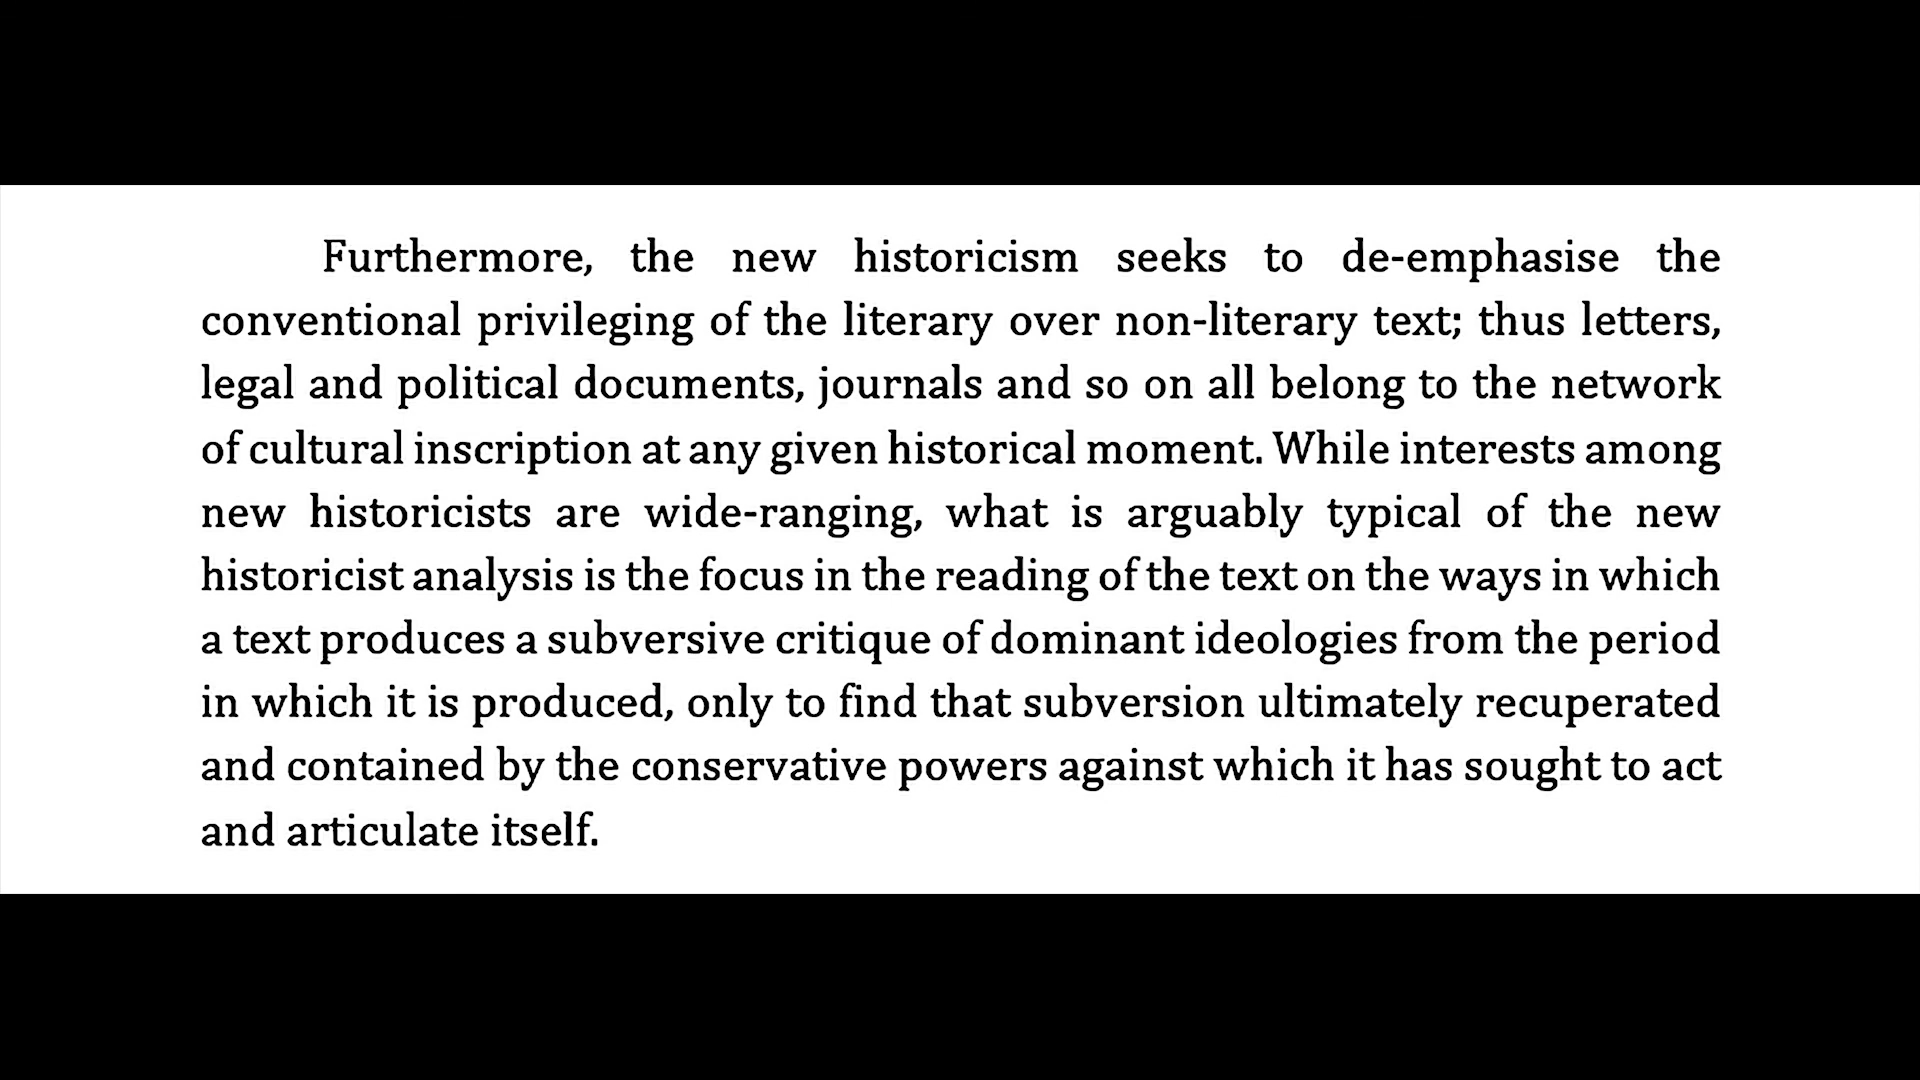 Furthermore, the new historicism seeks to de-emphasise the
conventional privileging of the literary over non-literary text; thus letters,
legal and political documents, journals and so on all belong to the network
of cultural inscription at any given historical moment. While interests among
new historicists are wide-ranging, what is arguably typical of the new
historicist analysis is the focus in the reading of the text on the ways in which
a text produces a subversive critique of dominant ideologies from the period
in which it is produced, only to find that subversion ultimately recuperated
and contained by the conservative powers against which it has sought to act
and articulate itself.